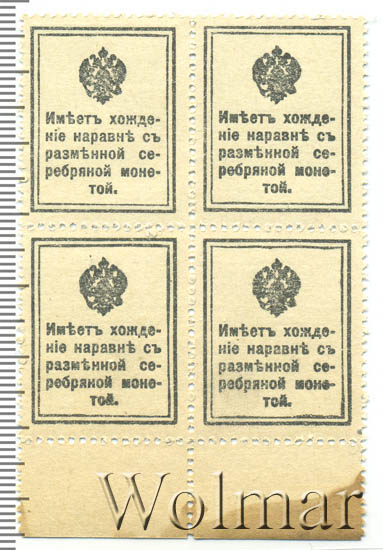 Имѣетъ хожде-
ніе наравнѣ съ
размѣнной се-
ребряной моне-
той.
Имѣетъ хожде-
ніе наравнѣ съ
размѣнной се-
ребряной моне-
той.
Имѣетъ хожде-
ніе наравнѣ съ
размѣнной се-
ребряной моне-
той.
Имѣетъ хожде-
ніе наравнѣ съ
размѣнной се-
ребряной моне-
той.
Wolmar